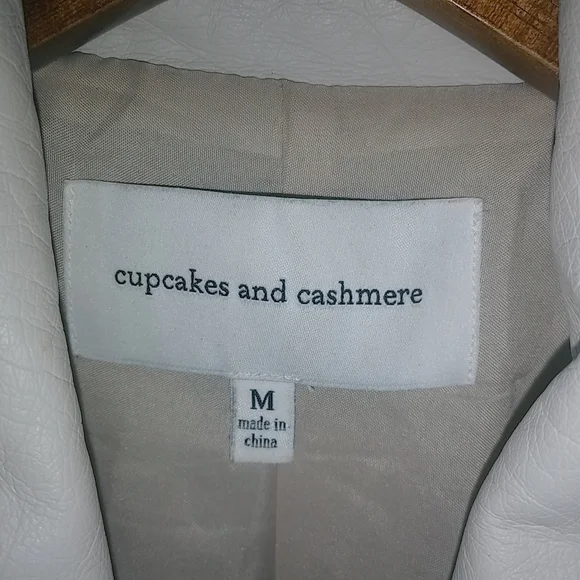 cupcakes and cashmere
M
made in
china